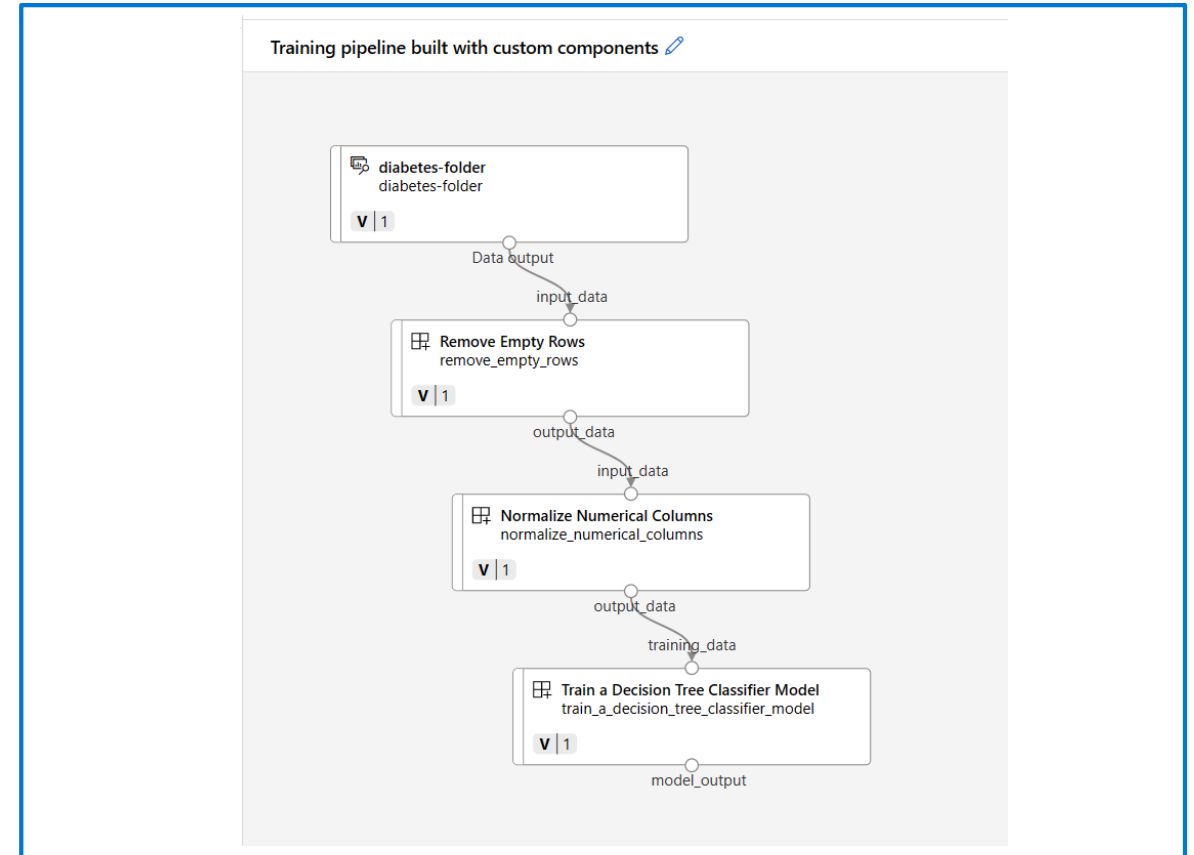 Training pipeline built with custom components
diabetes-folder
diabetes-folder
V 1
Data output
input_data
Remove Empty Rows
remove_empty_rows
V 1
output_data
input_data
Normalize Numerical Columns
normalize_numerical_columns
V 1
output_data
training_data
Train a Decision Tree Classifier Model
train_a_decision_tree_classifier_model
V 1
model_output